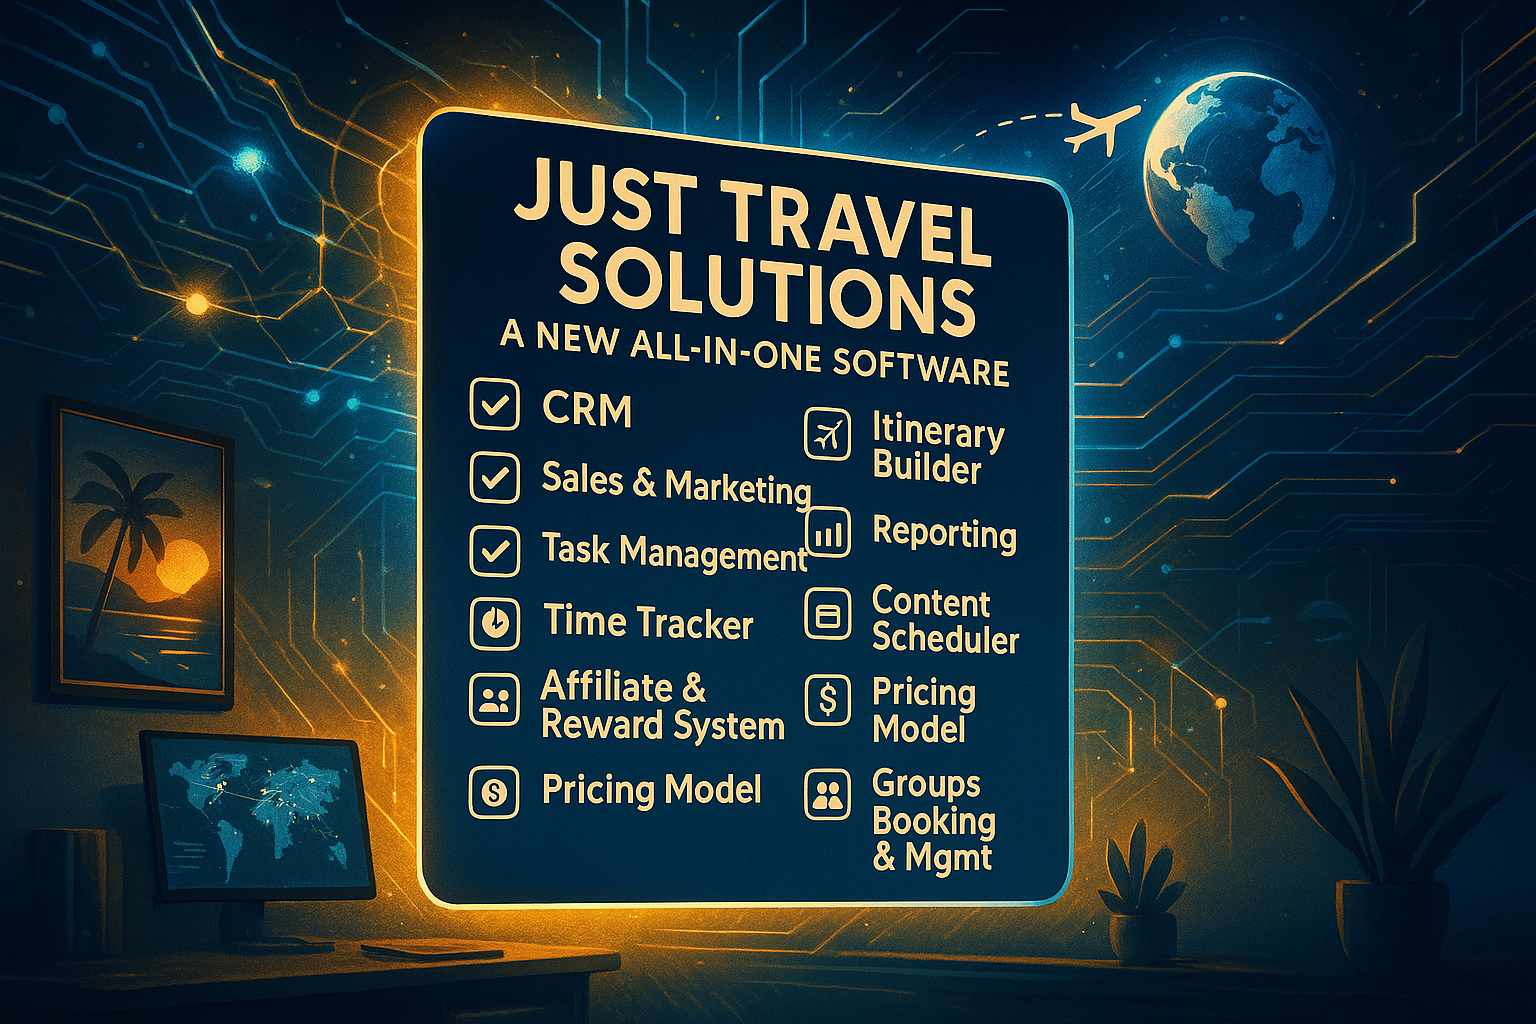 JUST TRAVEL
SOLUTIONS
A NEW ALL-IN-ONE SOFTWARE
CRM
Sales & Marketing
Task Management
Time Tracker
Affiliate &
Reward System
Pricing Model
Itinerary
Builder
Reporting
Content
Scheduler
Pricing
Model
Groups
Booking
& Mgmt